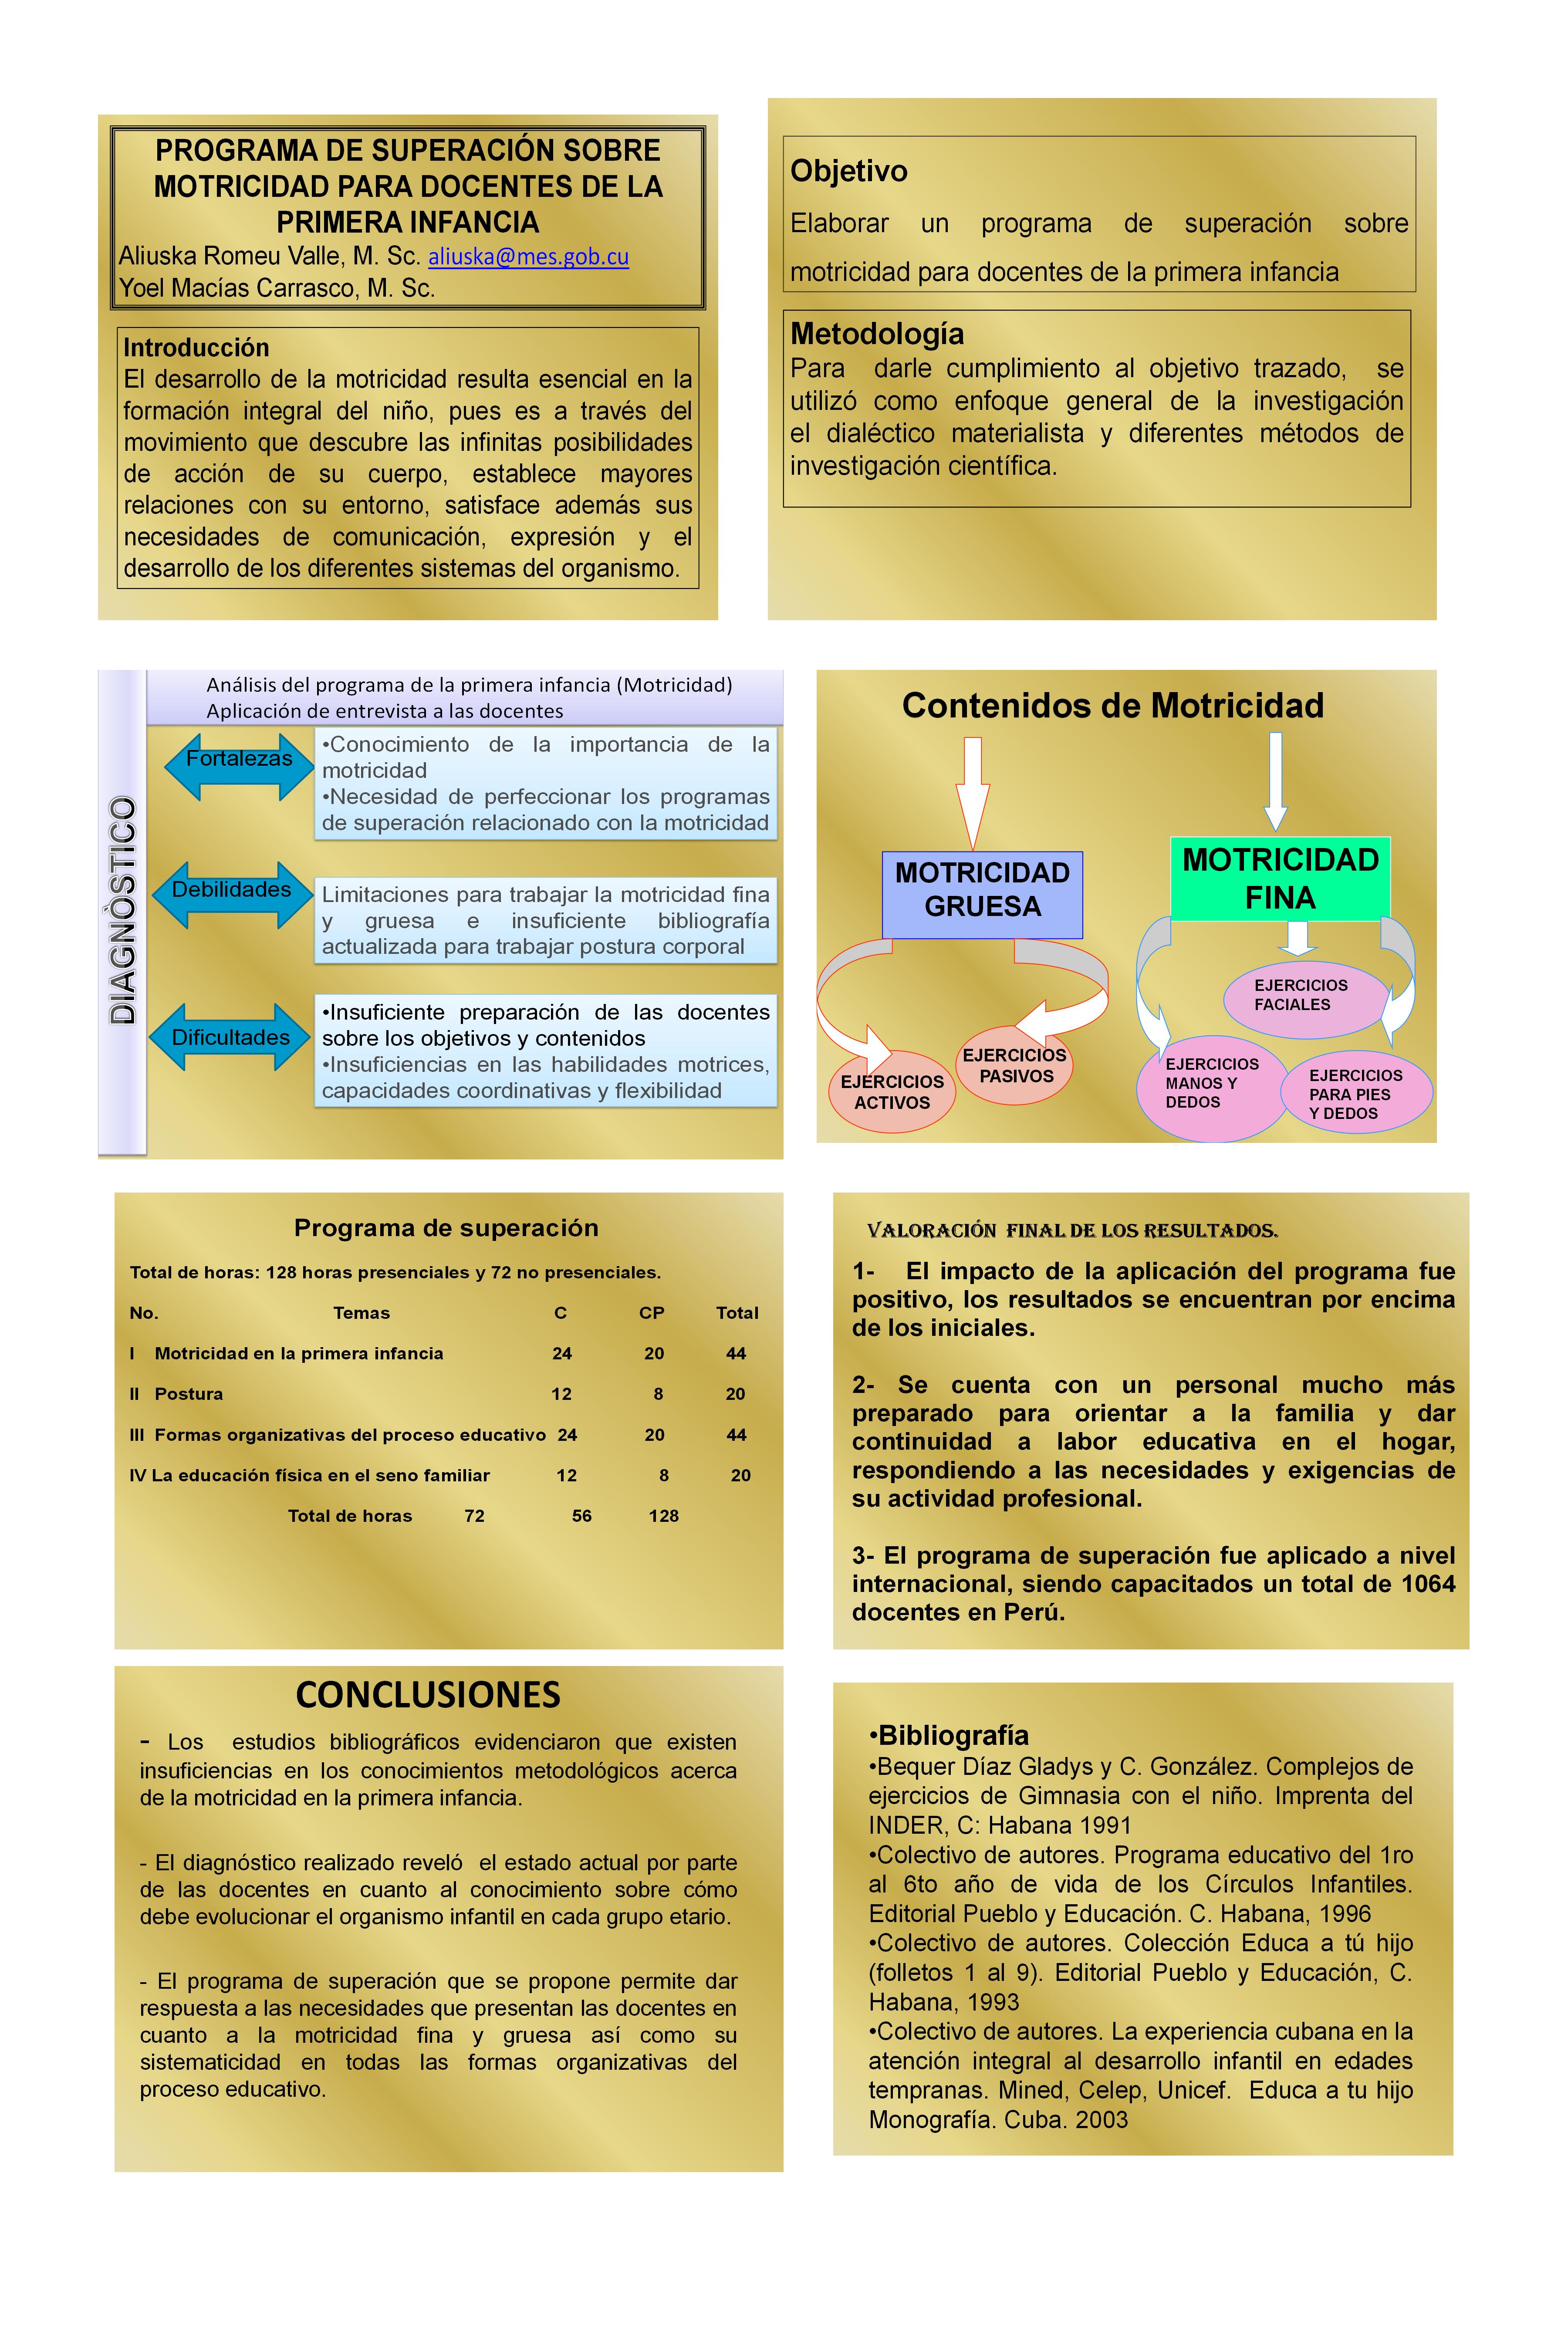 PROGRAMA DE SUPERACIÓN SOBRE
MOTRICIDAD PARA DOCENTES DE LA
PRIMERA INFANCIA
Aliuska Romeu Valle, M. Sc. aliuska@mes.gob.cu
Yoel Macías Carrasco, M. Sc.
Introducción
El desarrollo de la motricidad resulta esencial en la
formación integral del niño, pues es a través del
movimiento que descubre las infinitas posibilidades
de acción de su cuerpo, establece mayores
relaciones con su entorno, satisface además sus
necesidades de comunicación, expresión y el
desarrollo de los diferentes sistemas del organismo.
Objetivo
Elaborar un programa de superación sobre
motricidad para docentes de la primera infancia
Metodología
Para darle cumplimiento al objetivo trazado, se
utilizó como enfoque general de la investigación
el dialéctico materialista y diferentes métodos de
investigación científica.
DIAGNÒSTICO
Análisis del programa de la primera infancia (Motricidad)
Aplicación de entrevista a las docentes
Fortalezas
•Conocimiento de la importancia de la
motricidad
•Necesidad de perfeccionar los programas
de superación relacionado con la motricidad
Debilidades
Limitaciones para trabajar la motricidad fina
y gruesa e insuficiente bibliografía
actualizada para trabajar postura corporal
Dificultades
•Insuficiente preparación de las docentes
sobre los objetivos y contenidos
•Insuficiencias en las habilidades motrices,
capacidades coordinativas y flexibilidad
Contenidos de Motricidad
MOTRICIDAD
GRUESA
MOTRICIDAD
FINA
EJERCICIOS
ACTIVOS
EJERCICIOS
PASIVOS
EJERCICIOS
FACIALES
EJERCICIOS
MANOS Y
DEDOS
EJERCICIOS
PARA PIES
Y DEDOS
Programa de superación
Total de horas: 128 horas presenciales y 72 no presenciales.
No. Temas C CP Total
I Motricidad en la primera infancia 24 20 44
II Postura 12 8 20
III Formas organizativas del proceso educativo 24 20 44
IV La educación física en el seno familiar 12 8 20
Total de horas 72 56 128
VALORACIÓN FINAL DE LOS RESULTADOS.
1- El impacto de la aplicación del programa fue
positivo, los resultados se encuentran por encima
de los iniciales.
2- Se cuenta con un personal mucho más
preparado para orientar a la familia y dar
continuidad a labor educativa en el hogar,
respondiendo a las necesidades y exigencias de
su actividad profesional.
3- El programa de superación fue aplicado a nivel
internacional, siendo capacitados un total de 1064
docentes en Perú.
CONCLUSIONES
- Los estudios bibliográficos evidenciaron que existen
insuficiencias en los conocimientos metodológicos acerca
de la motricidad en la primera infancia.
- El diagnóstico realizado reveló el estado actual por parte
de las docentes en cuanto al conocimiento sobre cómo
debe evolucionar el organismo infantil en cada grupo etario.
- El programa de superación que se propone permite dar
respuesta a las necesidades que presentan las docentes en
cuanto a la motricidad fina y gruesa así como su
sistematicidad en todas las formas organizativas del
proceso educativo.
•Bibliografía
•Bequer Díaz Gladys y C. González. Complejos de
ejercicios de Gimnasia con el niño. Imprenta del
INDER, C: Habana 1991
•Colectivo de autores. Programa educativo del 1ro
al 6to año de vida de los Círculos Infantiles.
Editorial Pueblo y Educación. C. Habana, 1996
•Colectivo de autores. Colección Educa a tú hijo
(folletos 1 al 9). Editorial Pueblo y Educación, C.
Habana, 1993
•Colectivo de autores. La experiencia cubana en la
atención integral al desarrollo infantil en edades
tempranas. Mined, Celep, Unicef. Educa a tu hijo
Monografía. Cuba. 2003